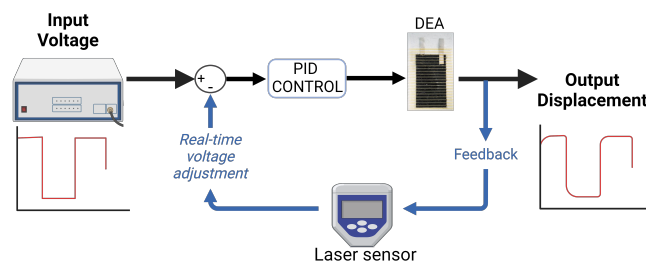 Input
Voltage
DEA
PID
CONTROL
+
-
Output
Displacement
Real-time
voltage
adjustment
Feedback
Laser sensor